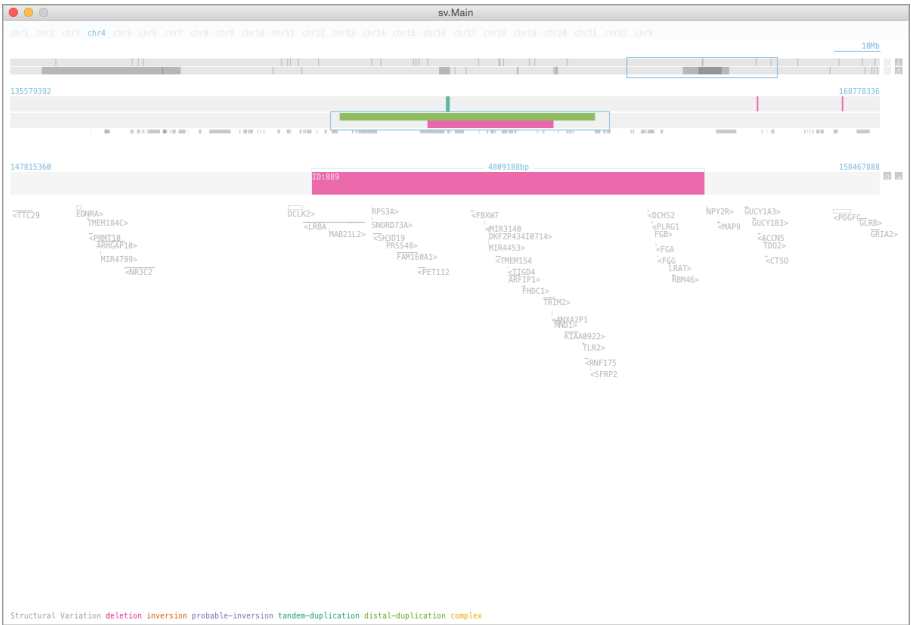 sv.Main
chr1 chr2 chr3 chr4 chr5 chr6 chr7 chr8 chr9 chr10 chr11 chr12 chr13 chr14 chr15 chr16 chr17 chr18 chr19 chr20 chr21 chr22 chrX
10Mb
135579392 168778336
147815360 4809188bp 158467888
ID:889
<TTC29 EDNRA> DCLK2> RPS3A> <FBXW7 <DCHS2 NPY2R> GUCY1A3> <PDGFC
TMEM184C> <LRBA SNORD73A> <MIR3140 <PLRG1 <MAP9 GUCY1B3> GLRB>
<PRMT10 MAB21L2> <SH3D19 DKFZP434I0714> FGB> <ACCN5 GRIA2>
ARHGAP10> PRSS48> MIR4453> <FGA TDO2>
MIR4799> FAM160A1> <TMEM154 <FGG <CTSO
<NR3C2 <PET112 <TIGD4 LRAT>
ARFIP1> RBM46>
FHDC1>
TRIM2>
<ANXA2P1
MND1>
KIAA0922>
TLR2>
<RNF175
<SFRP2
Structural Variation deletion inversion probable-inversion tandem-duplication distal-duplication complex